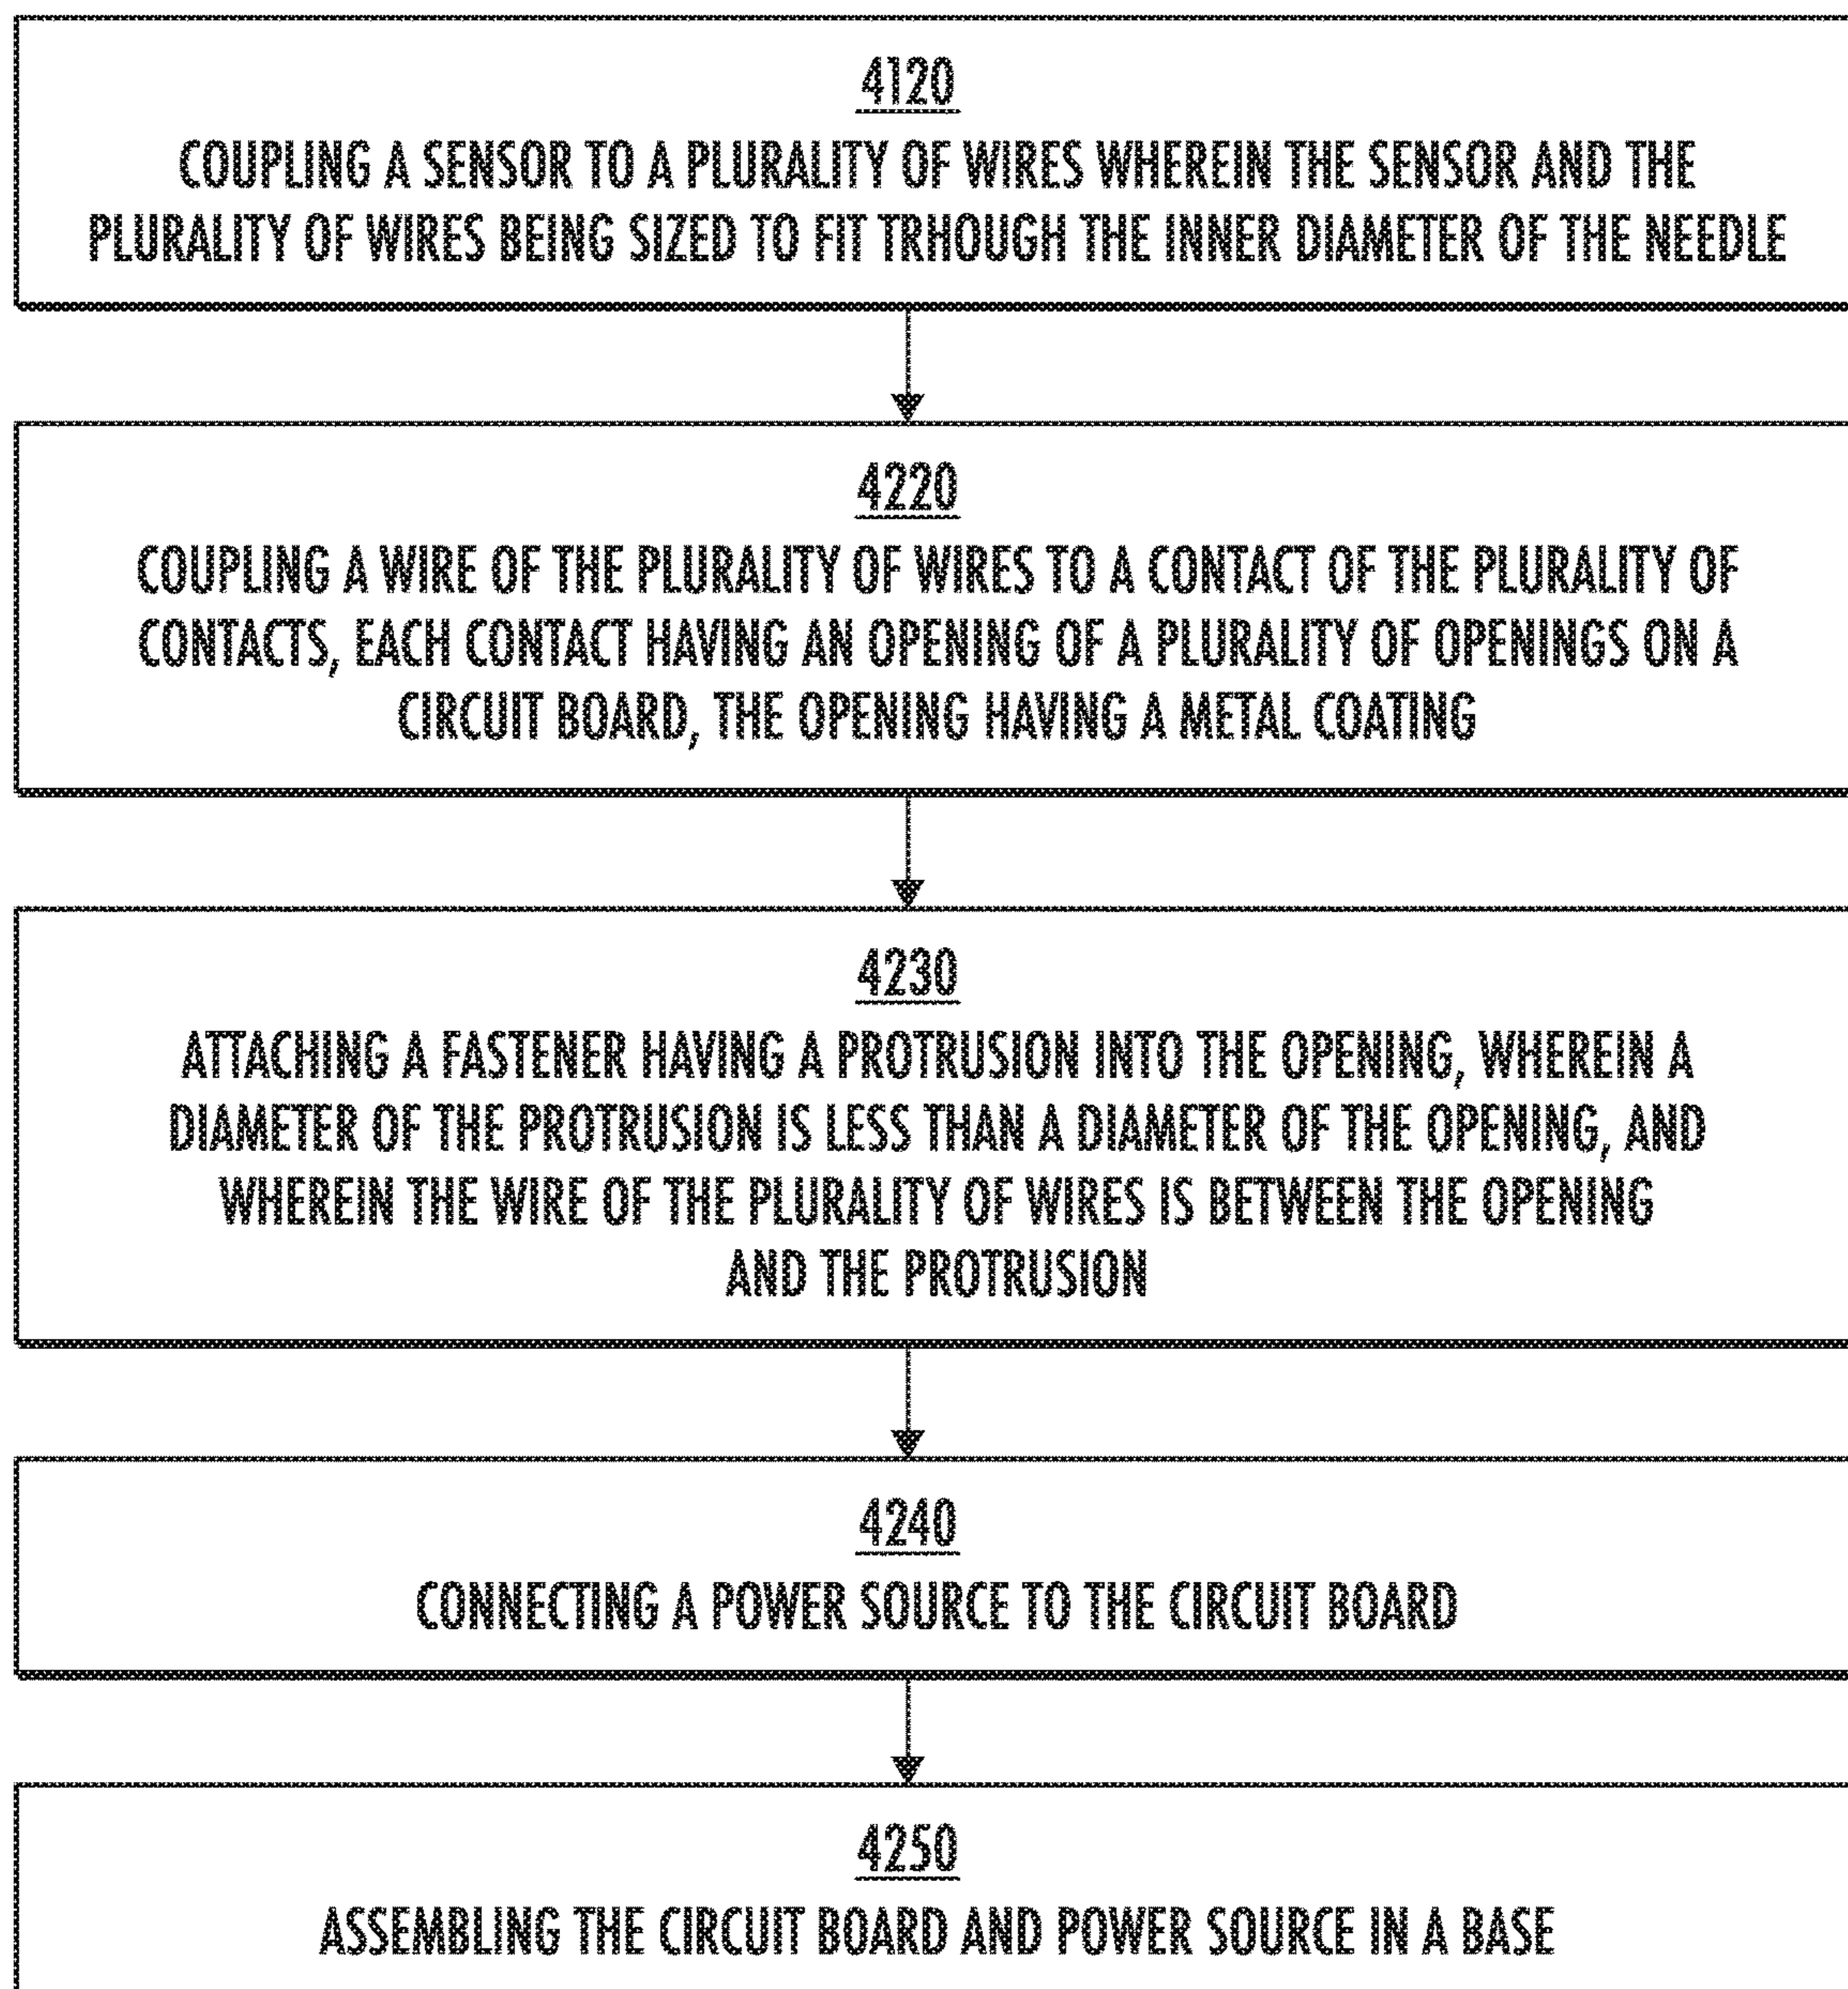 4120
COUPLING A SENSOR TO A PLURALITY OF WIRES WHEREIN THE SENSOR AND THE
PLURALITY OF WIRES BEING SIZED TO FIT TRHOUGH THE INNER DIAMETER OF THE NEEDLE
4220
COUPLING A WIRE OF THE PLURALITY OF WIRES TO A CONTACT OF THE PLURALITY OF
CONTACTS, EACH CONTACT HAVING AN OPENING OF A PLURALITY OF OPENINGS ON A
CIRCUIT BOARD, THE OPENING HAVING A METAL COATING
4230
ATTACHING A FASTENER HAVING A PROTRUSION INTO THE OPENING, WHEREIN A
DIAMETER OF THE PROTRUSION IS LESS THAN A DIAMETER OF THE OPENING, AND
WHEREIN THE WIRE OF THE PLURALITY OF WIRES IS BETWEEN THE OPENING
AND THE PROTRUSION
4240
CONNECTING A POWER SOURCE TO THE CIRCUIT BOARD
4250
ASSEMBLING THE CIRCUIT BOARD AND POWER SOURCE IN A BASE